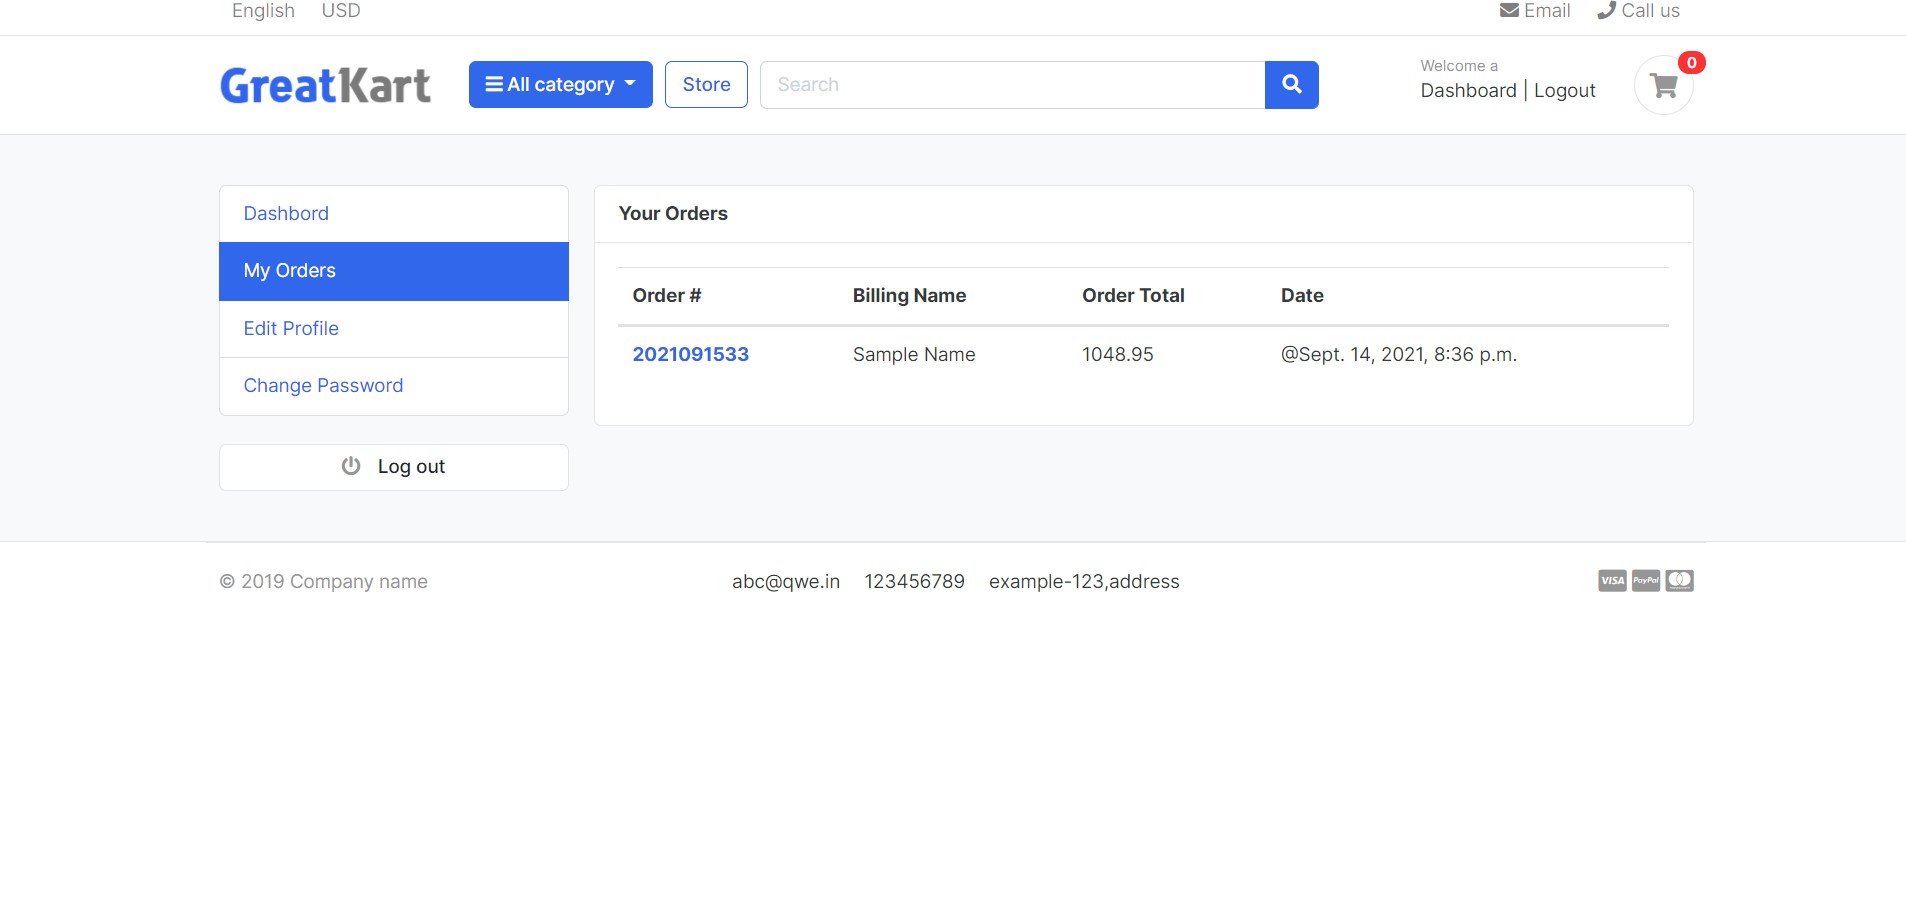 English USD Email Call us
GreatKart All category Store Search Welcome a
Dashboard | Logout 0
Dashbord
My Orders
Edit Profile
Change Password
Log out
Your Orders
Order # Billing Name Order Total Date
2021091533 Sample Name 1048.95 @Sept. 14, 2021, 8:36 p.m.
© 2019 Company name abc@qwe.in 123456789 example-123,address VISA PayPal